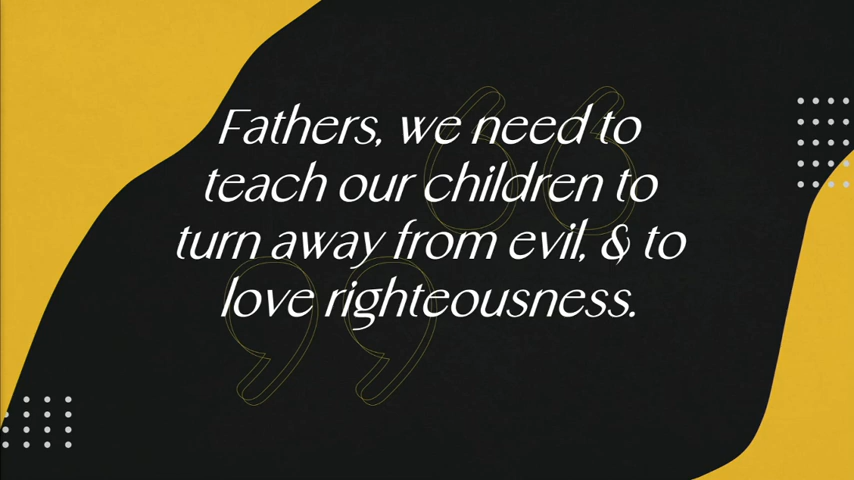 Fathers, we need to
teach our children to
turn away from evil, & to
love righteousness.